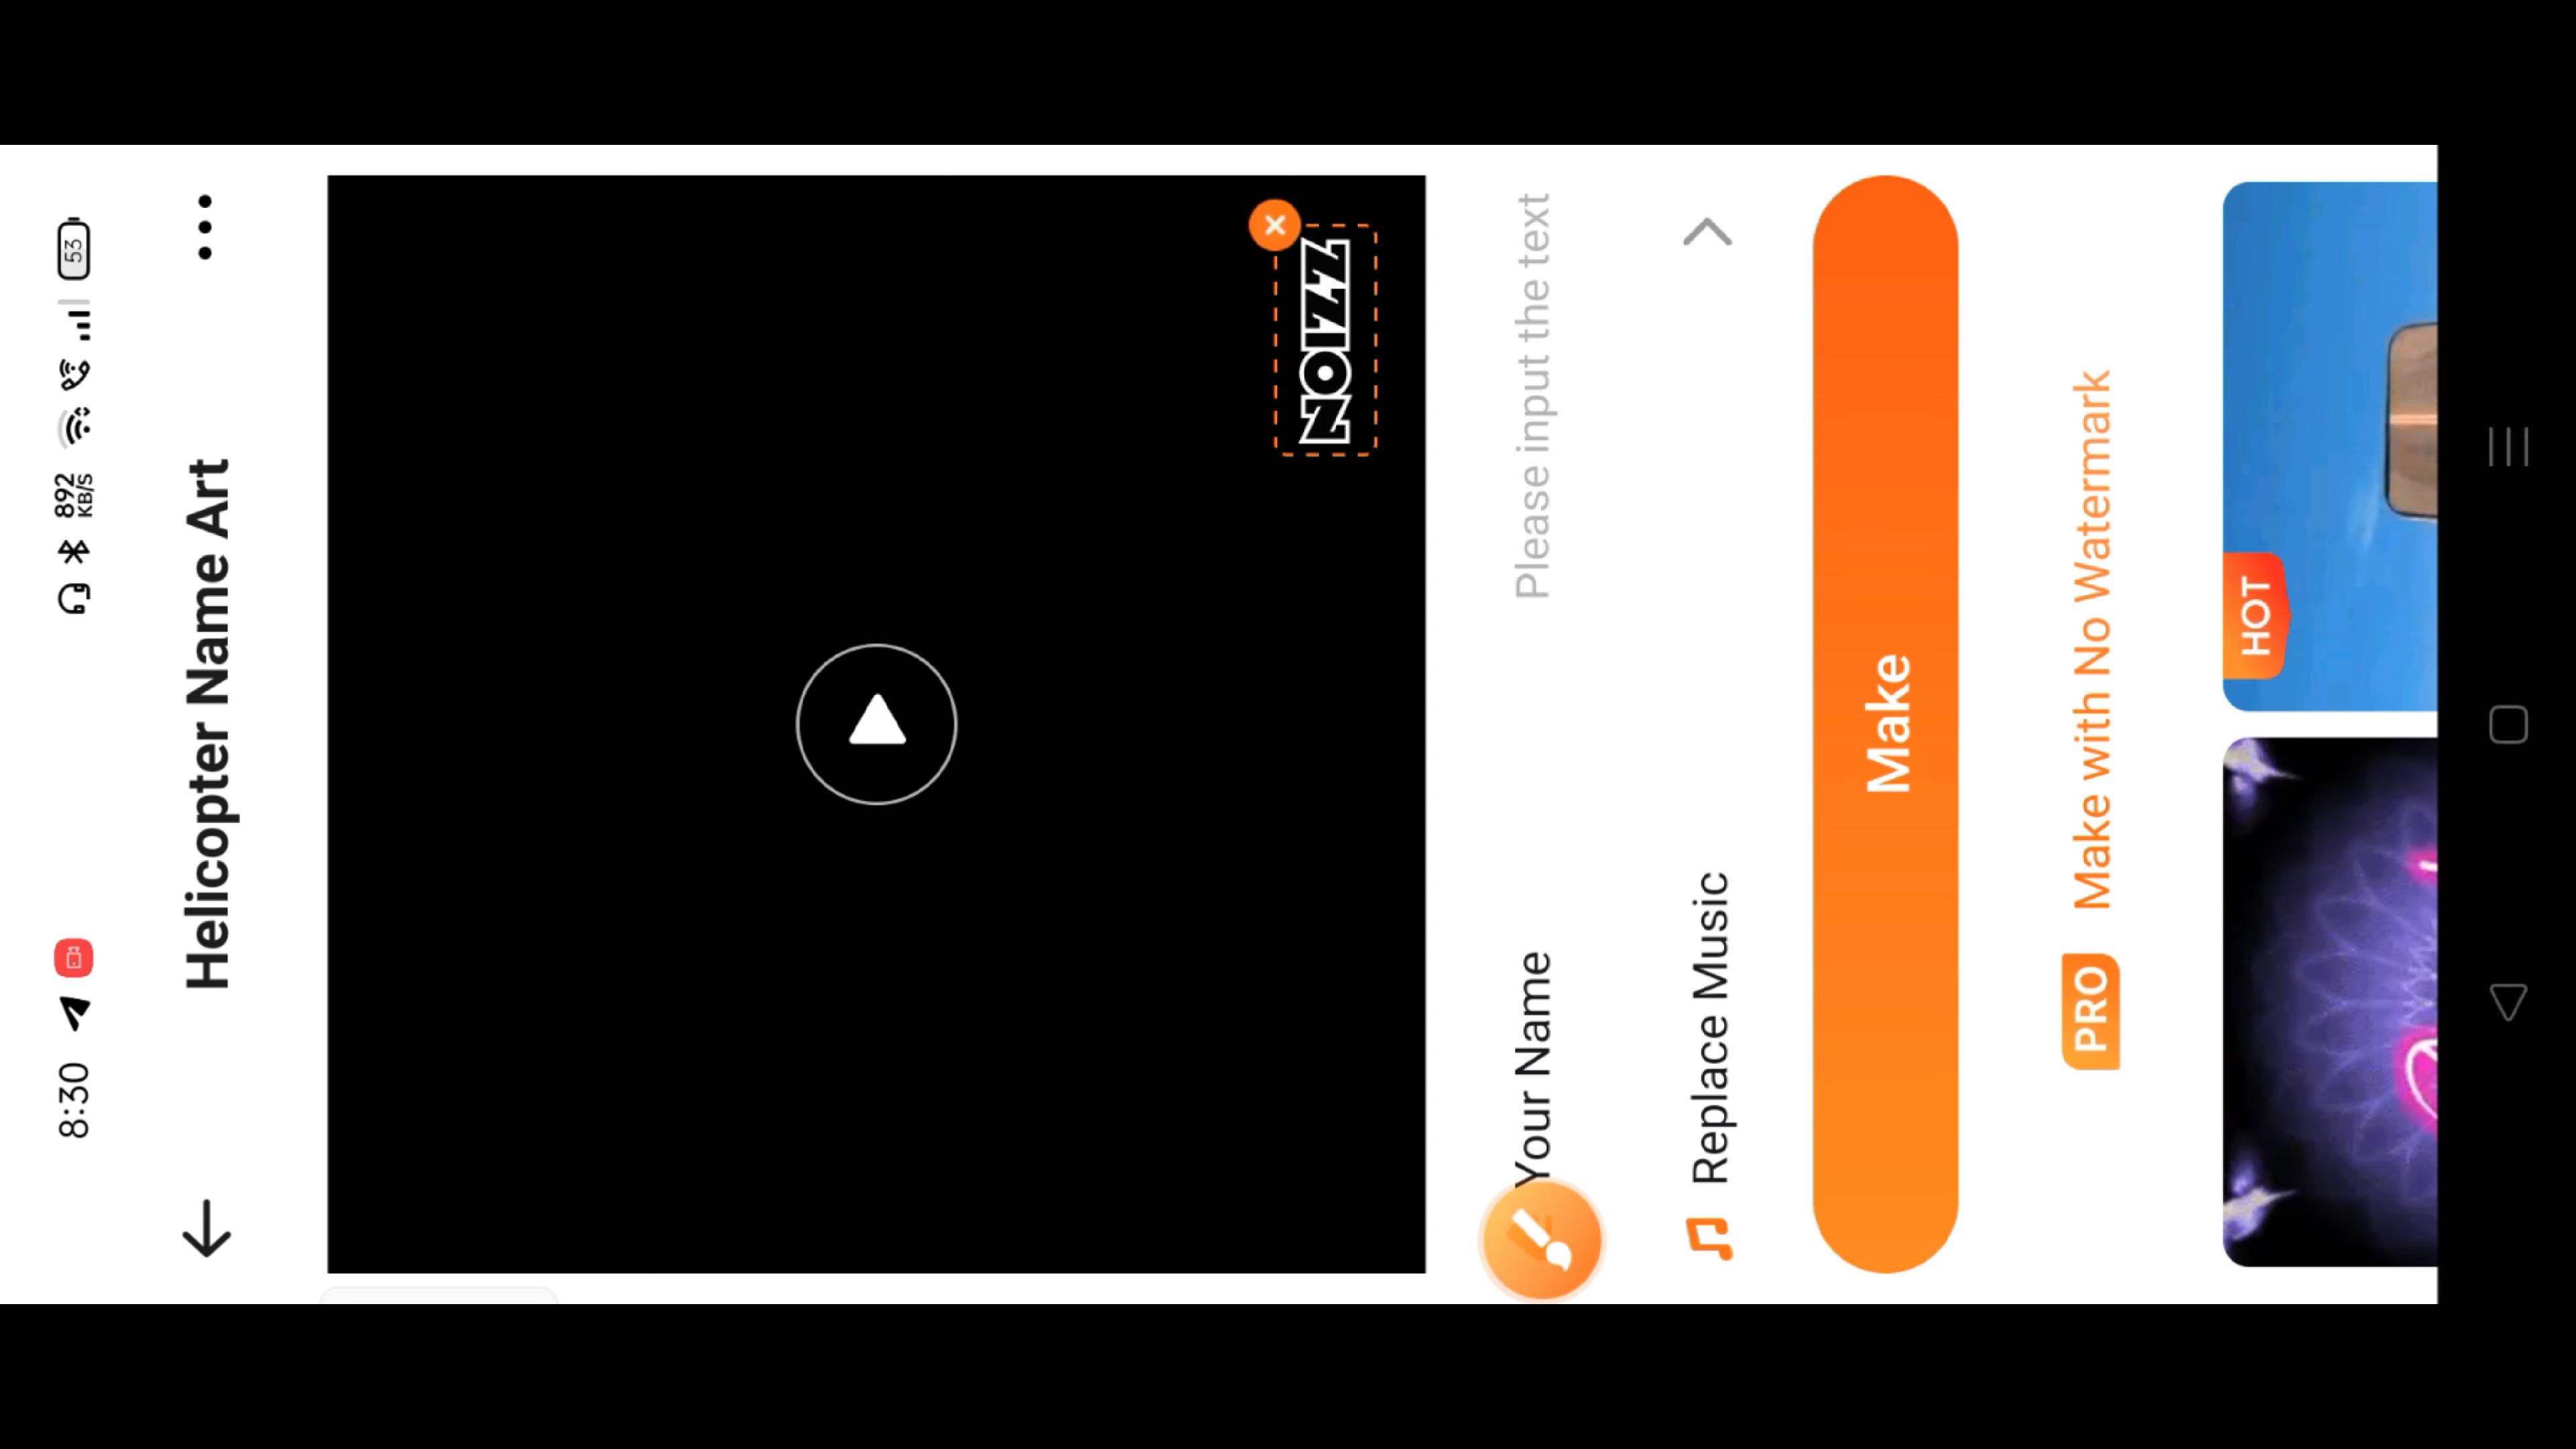 8:30 892 KB/S 53
Helicopter Name Art
NOIZZ
Your Name Please input the text
Replace Music
Make
PRO Make with No Watermark
HOT